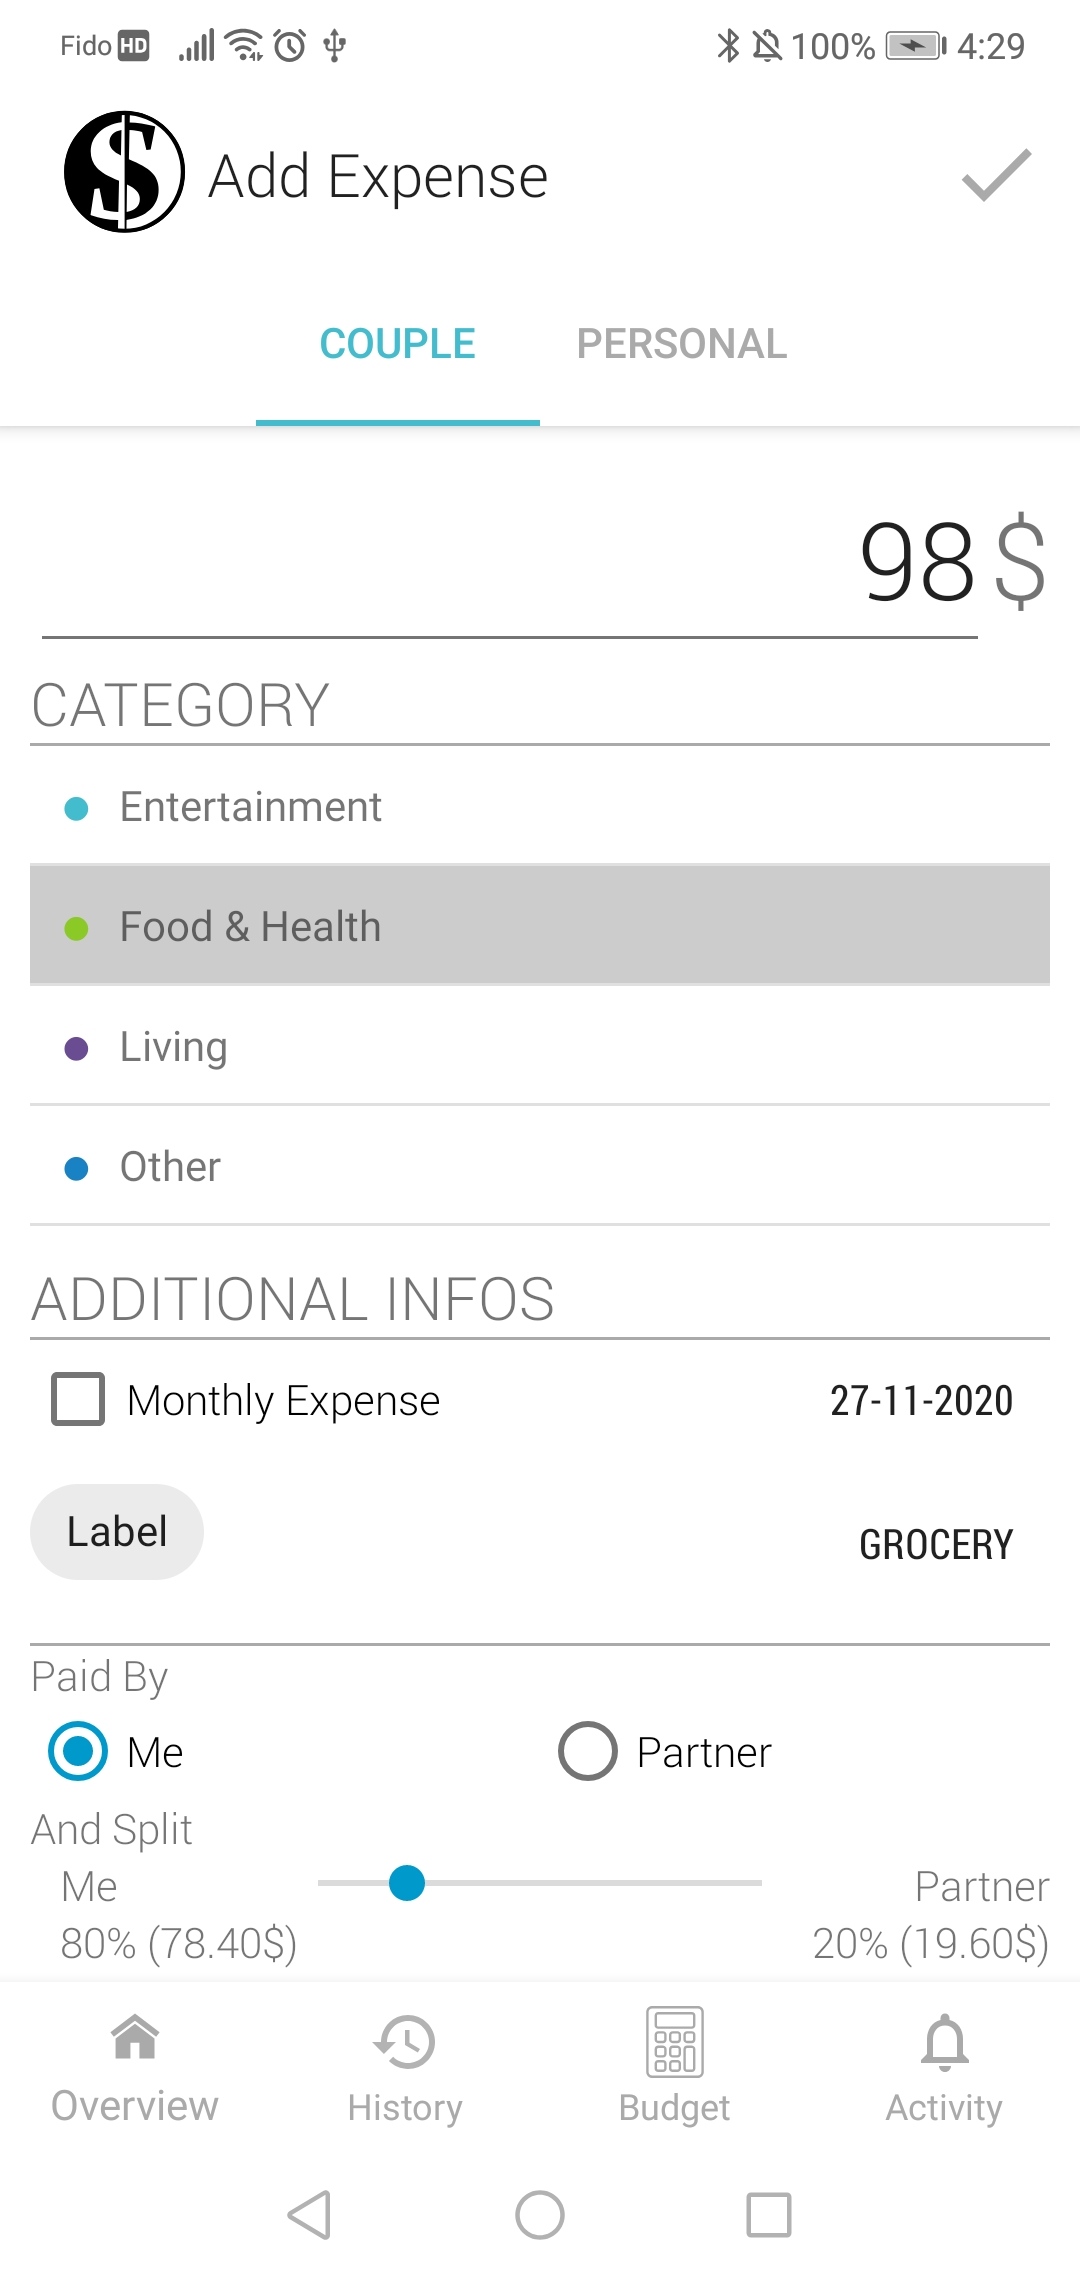 Fido HD 100% 4:29
$ Add Expense
COUPLE PERSONAL
98 $
CATEGORY
Entertainment
Food & Health
Living
Other
ADDITIONAL INFOS
Monthly Expense 27-11-2020
Label GROCERY
Paid By
Me Partner
And Split
Me Partner
80% (78.40$) 20% (19.60$)
Overview History Budget Activity